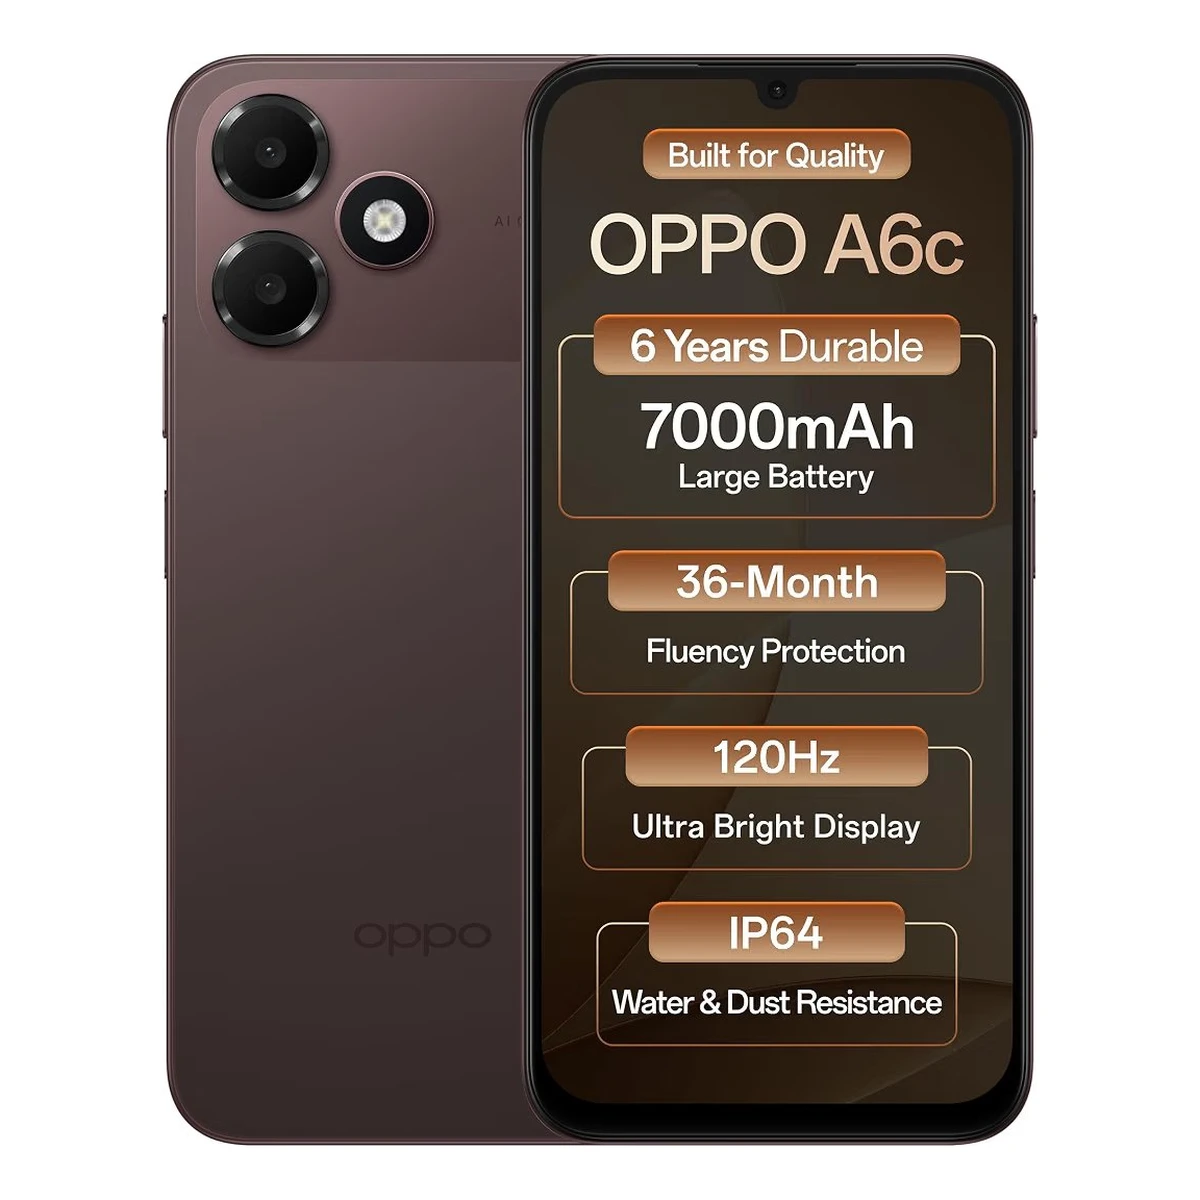 AI
oppo
Built for Quality
OPPO A6c
6 Years Durable
7000mAh
Large Battery
36-Month
Fluency Protection
120Hz
Ultra Bright Display
IP64
Water & Dust Resistance